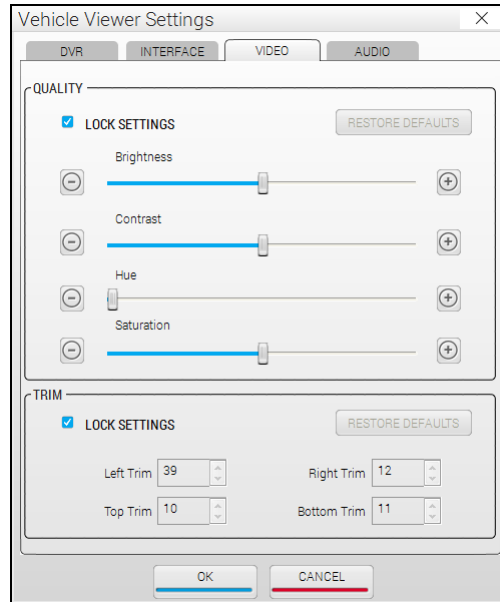 Vehicle Viewer Settings
DVR INTERFACE VIDEO AUDIO
QUALITY
LOCK SETTINGS RESTORE DEFAULTS
Brightness
Contrast
Hue
Saturation
TRIM
LOCK SETTINGS RESTORE DEFAULTS
Left Trim 39 Right Trim 12
Top Trim 10 Bottom Trim 11
OK CANCEL